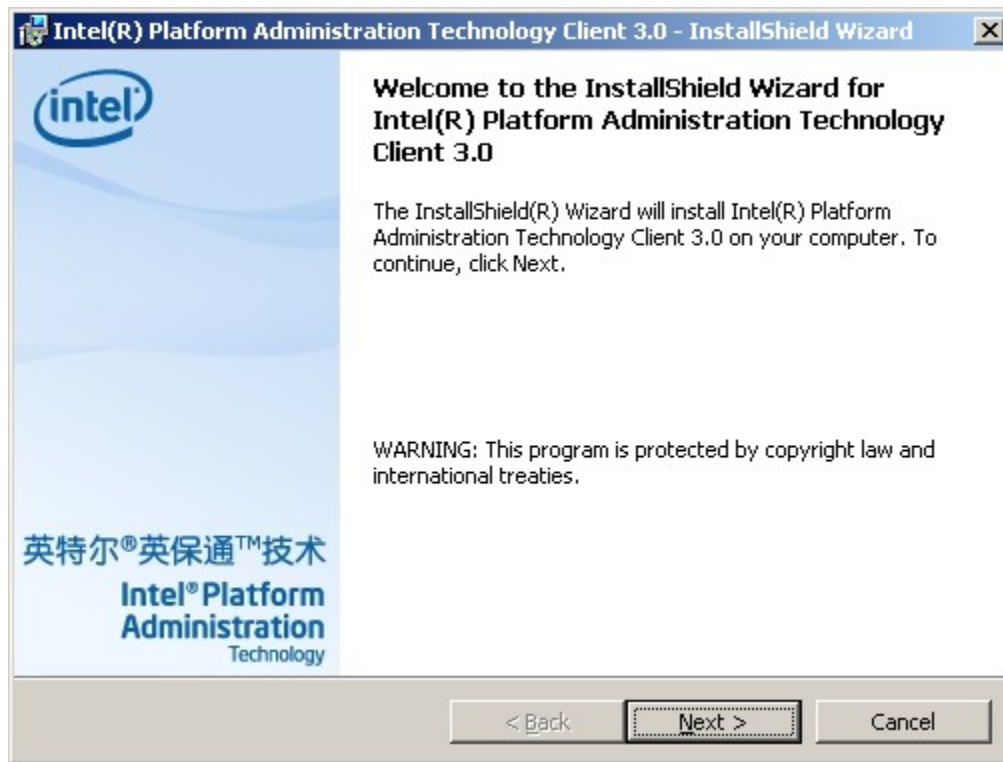 Intel(R) Platform Administration Technology Client 3.0 - InstallShield Wizard
intel
Welcome to the InstallShield Wizard for
Intel(R) Platform Administration Technology
Client 3.0
The InstallShield(R) Wizard will install Intel(R) Platform
Administration Technology Client 3.0 on your computer. To
continue, click Next.
WARNING: This program is protected by copyright law and
international treaties.
英特尔®英保通™技术
Intel® Platform
Administration
Technology
< Back
Next >
Cancel